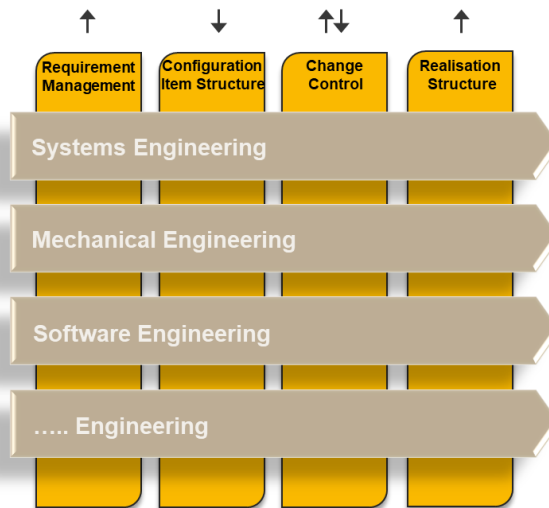 Requirement
Management
Configuration
Item Structure
Change
Control
Realisation
Structure
Systems Engineering
Mechanical Engineering
Software Engineering
….. Engineering